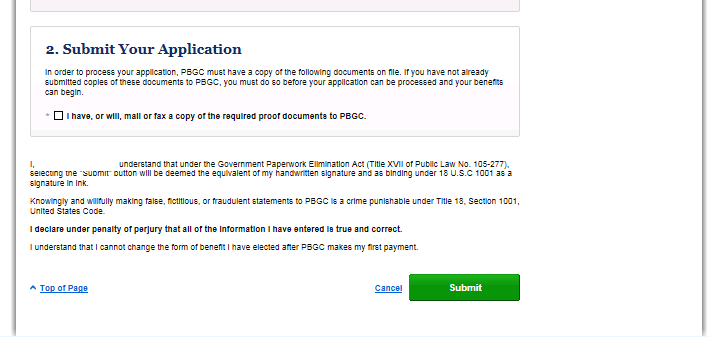 2. Submit Your Application
In order to process your application, PBGC must have a copy of the following documents on file. If you have not already
submitted copies of these documents to PBGC, you must do so before your application can be processed and your benefits
can begin.
* I have, or will, mail or fax a copy of the required proof documents to PBGC.
I, understand that under the Government Paperwork Elimination Act (Title XVII of Public Law No. 105-277),
selecting the "Submit" button will be deemed the equivalent of my handwritten signature and as binding under 18 U.S.C 1001 as a
signature in ink.
Knowingly and willfully making false, fictitious, or fraudulent statements to PBGC is a crime punishable under Title 18, Section 1001,
United States Code.
I declare under penalty of perjury that all of the information I have entered is true and correct.
I understand that I cannot change the form of benefit I have elected after PBGC makes my first payment.
Top of Page
Cancel
Submit